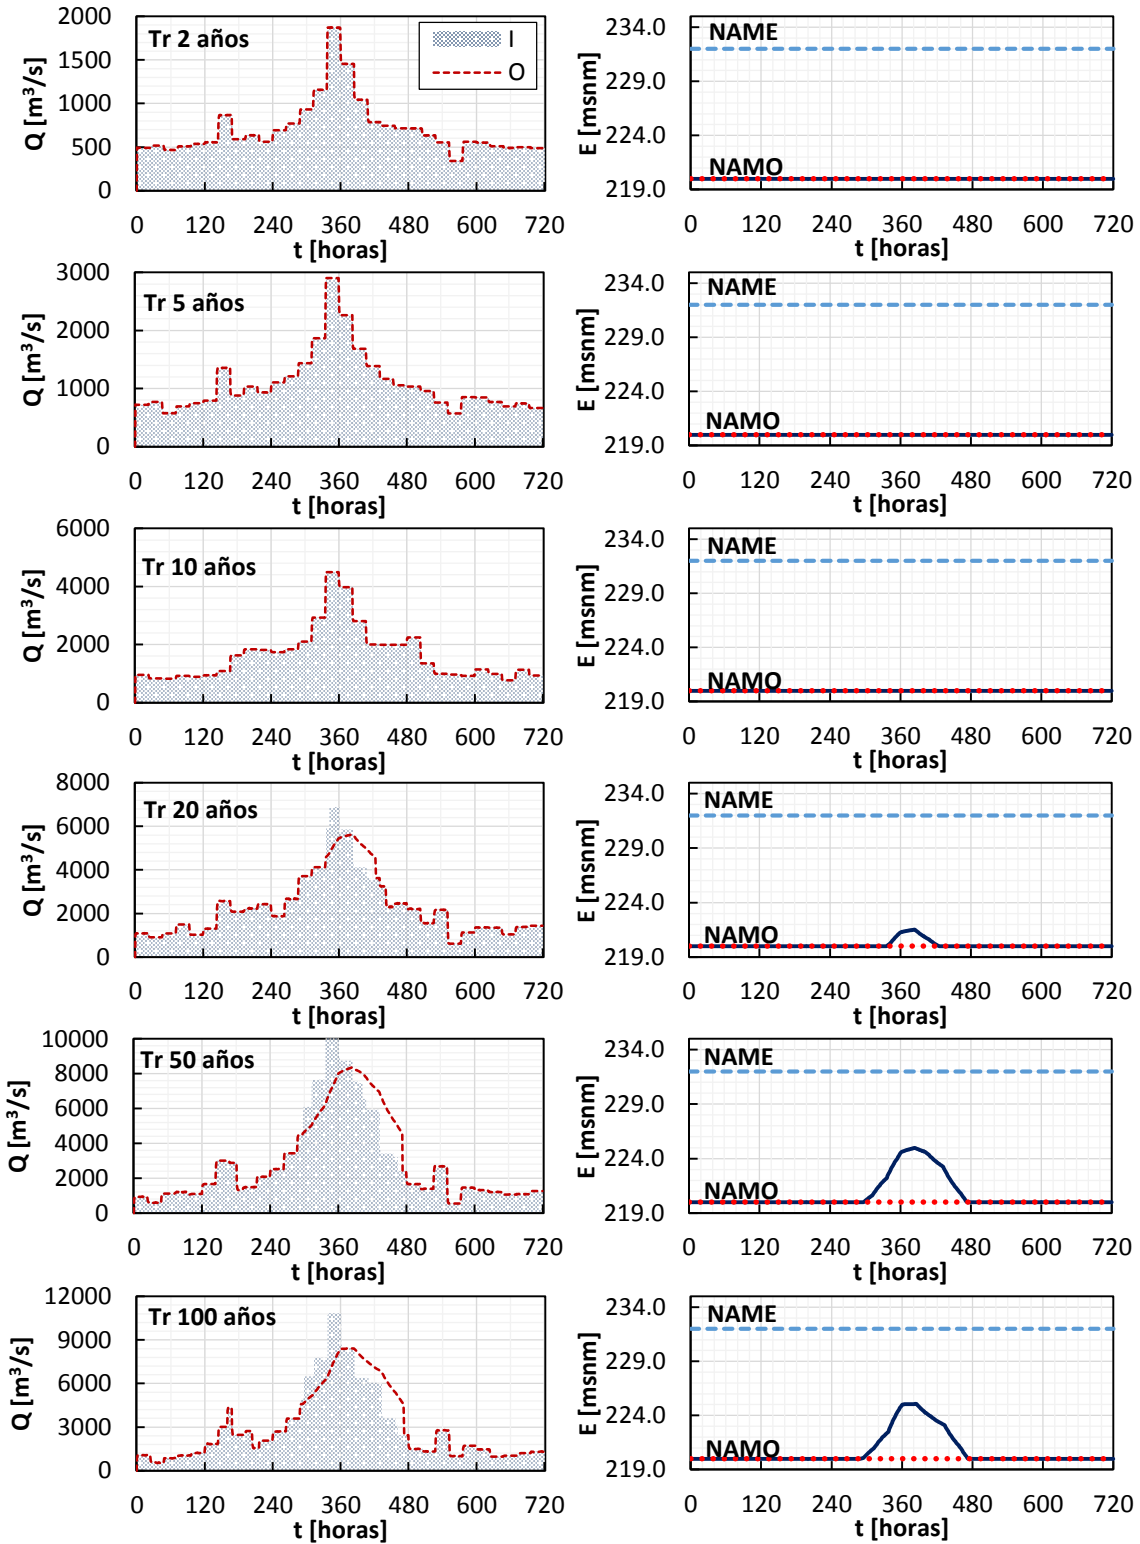 Tr 2 años
I
O
Q [m³/s]
2000
1500
1000
500
0
0 120 240 360 480 600 720
t [horas]
NAME
NAMO
E [msnm]
234.0
229.0
224.0
219.0
0 120 240 360 480 600 720
t [horas]
Tr 5 años
Q [m³/s]
3000
2000
1000
0
0 120 240 360 480 600 720
t [horas]
NAME
NAMO
E [msnm]
234.0
229.0
224.0
219.0
0 120 240 360 480 600 720
t [horas]
Tr 10 años
Q [m³/s]
6000
4000
2000
0
0 120 240 360 480 600 720
t [horas]
NAME
NAMO
E [msnm]
234.0
229.0
224.0
219.0
0 120 240 360 480 600 720
t [horas]
Tr 20 años
Q [m³/s]
8000
6000
4000
2000
0
0 120 240 360 480 600 720
t [horas]
NAME
NAMO
E [msnm]
234.0
229.0
224.0
219.0
0 120 240 360 480 600 720
t [horas]
Tr 50 años
Q [m³/s]
10000
8000
6000
4000
2000
0
0 120 240 360 480 600 720
t [horas]
NAME
NAMO
E [msnm]
234.0
229.0
224.0
219.0
0 120 240 360 480 600 720
t [horas]
Tr 100 años
Q [m³/s]
12000
9000
6000
3000
0
0 120 240 360 480 600 720
t [horas]
NAME
NAMO
E [msnm]
234.0
229.0
224.0
219.0
0 120 240 360 480 600 720
t [horas]